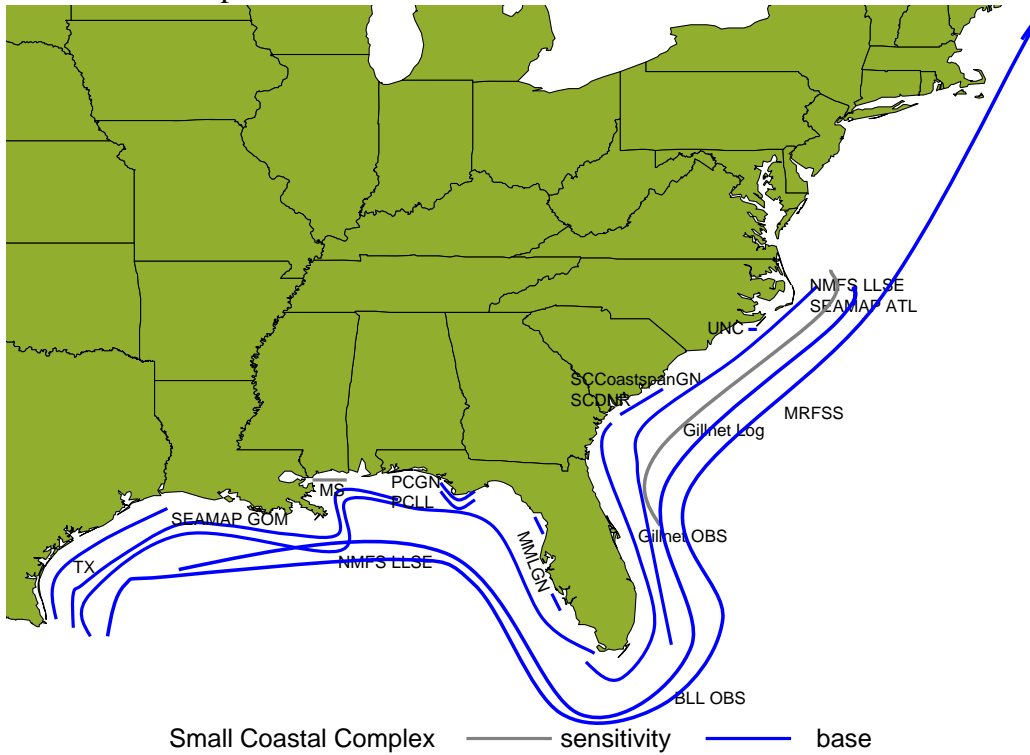 NMFS LLSE
SEAMAP ATL
UNC
SCCoastspanGN
SCDNR
MRFSS
Gillnet Log
PCGN
MS
PCLL
SEAMAP GOM
Gillnet OBS
MMLGN
NMFS LLSE
TX
BLL OBS
Small Coastal Complex sensitivity base